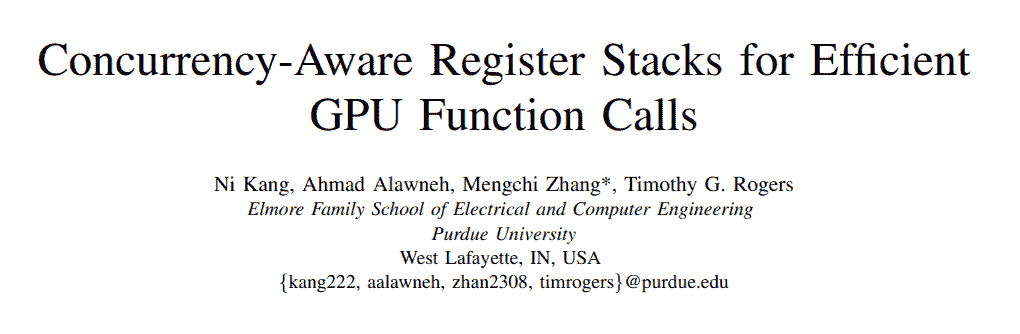 Concurrency-Aware Register Stacks for Efficient
GPU Function Calls
Ni Kang, Ahmad Alawneh, Mengchi Zhang*, Timothy G. Rogers
Elmore Family School of Electrical and Computer Engineering
Purdue University
West Lafayette, IN, USA
{kang222, aalawneh, zhan2308, timrogers}@purdue.edu